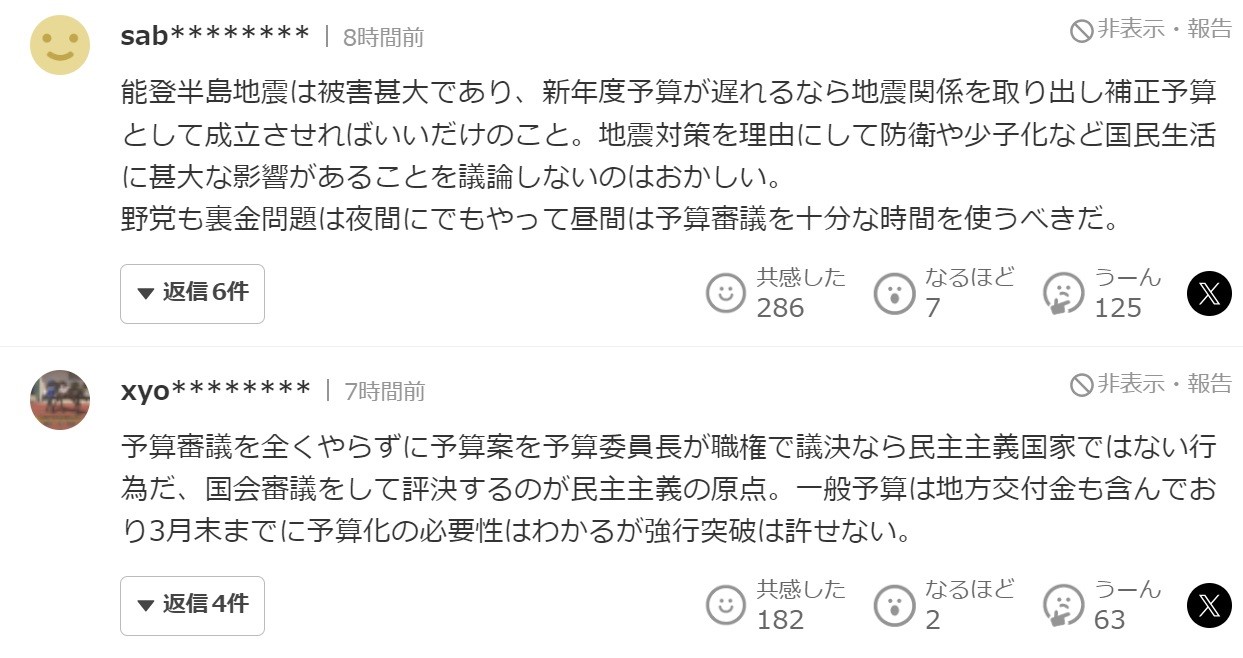 sab******** | 8時間前
非表示・報告
能登半島地震は被害甚大であり、新年度予算が遅れるなら地震関係を取り出し補正予算
として成立させればいいだけのこと。地震対策を理由にして防衛や少子化など国民生活
に甚大な影響があることを議論しないのはおかしい。
野党も裏金問題は夜間にでもやって昼間は予算審議を十分な時間を使うべきだ。
返信6件
共感した
286
なるほど
7
うーん
125
X
xyo******** | 7時間前
非表示・報告
予算審議を全くやらずに予算案を予算委員長が職権で議決なら民主主義国家ではない行
為だ、国会審議をして評決するのが民主主義の原点。一般予算は地方交付金も含んでお
り3月末までに予算化の必要性はわかるが強行突破は許せない。
返信4件
共感した
182
なるほど
2
うーん
63
X